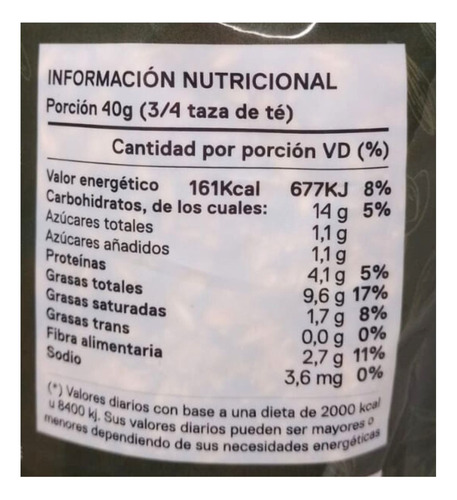 INFORMACIÓN NUTRICIONAL
Porción 40g (3/4 taza de té)
Cantidad por porción VD (%)
Valor energético 161Kcal 677KJ 8%
Carbohidratos, de los cuales: 14 g 5%
Azúcares totales 1,1 g
Azúcares añadidos 1,1 g
Proteínas 4,1 g 5%
Grasas totales 9,6 g 17%
Grasas saturadas 1,7 g 8%
Grasas trans 0,0 g 0%
Fibra alimentaria 2,7 g 11%
Sodio 3,6 mg 0%
(*) Valores diarios con base a una dieta de 2000 kcal
u 8400 kj. Sus valores diarios pueden ser mayores o
menores dependiendo de sus necesidades energéticas